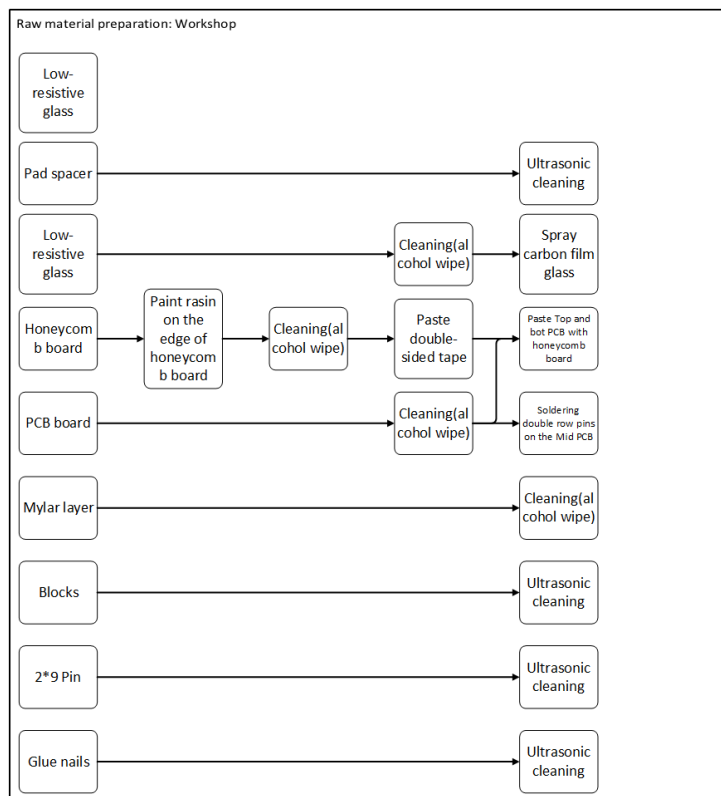 Raw material preparation: Workshop
Low-
resistive
glass
Pad spacer
Ultrasonic
cleaning
Low-
resistive
glass
Cleaning(al
cohol wipe)
Spray
carbon film
glass
Honeycom
b board
Paint rasin
on the
edge of
honeycom
b board
Cleaning(al
cohol wipe)
Paste
double-
sided tape
Paste Top and
bot PCB with
honeycomb
board
PCB board
Cleaning(al
cohol wipe)
Soldering
double row pins
on the Mid PCB
Mylar layer
Cleaning(al
cohol wipe)
Blocks
Ultrasonic
cleaning
2*9 Pin
Ultrasonic
cleaning
Glue nails
Ultrasonic
cleaning